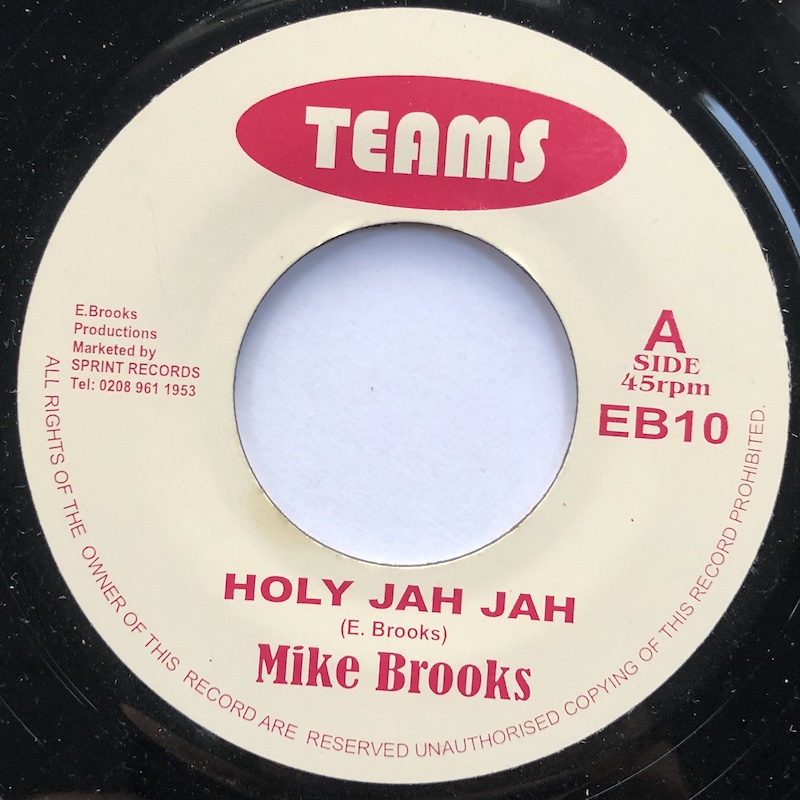 TEAMS
E.Brooks
Productions
Marketed by
SPRINT RECORDS
Tel: 0208 961 1953
A
SIDE
45rpm
EB10
HOLY JAH JAH
(E. Brooks)
Mike Brooks
ALL RIGHTS OF THE OWNER OF THIS RECORD ARE RESERVED UNAUTHORISED COPYING OF THIS RECORD PROHIBITED.